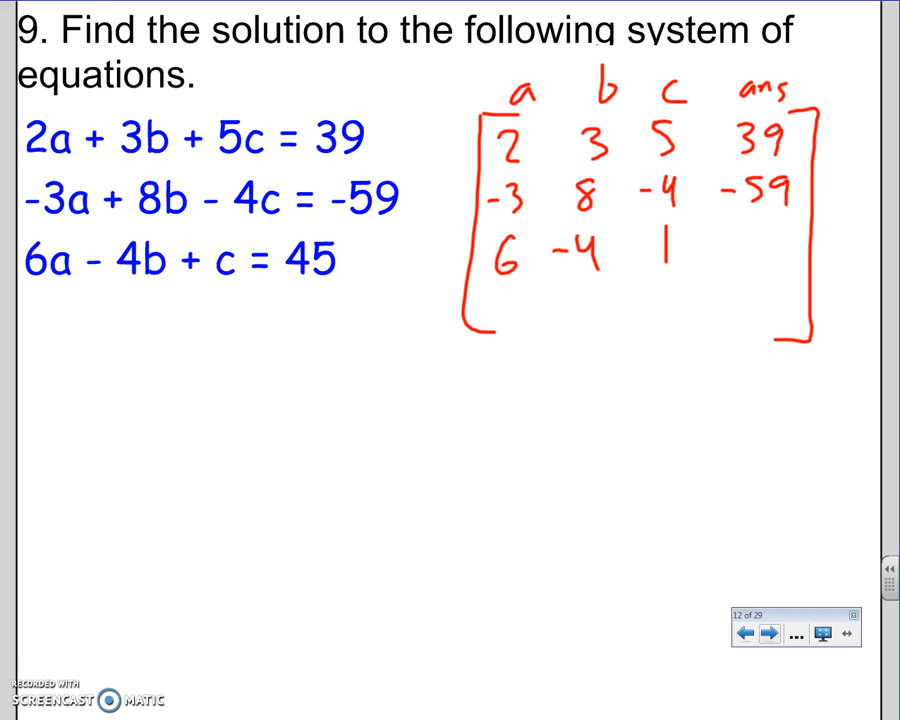 9. Find the solution to the following system of
equations.
2a + 3b + 5c = 39
-3a + 8b - 4c = -59
6a - 4b + c = 45
a b c ans
2 3 5 39
-3 8 -4 -59
6 -4 1
12 of 29
...
RECORDED WITH
SCREENCAST MATIC